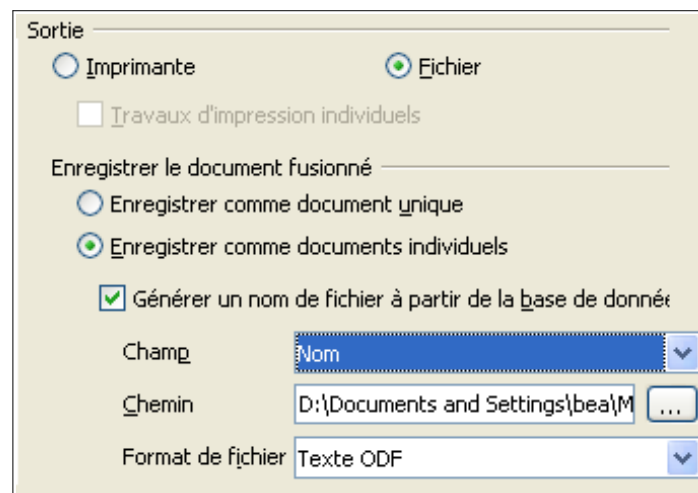 Sortie
Imprimante Fichier
Travaux d'impression individuels
Enregistrer le document fusionné
Enregistrer comme document unique
Enregistrer comme documents individuels
Générer un nom de fichier à partir de la base de donnée
Champ Nom
Chemin D:\Documents and Settings\bea\M ...
Format de fichier Texte ODF